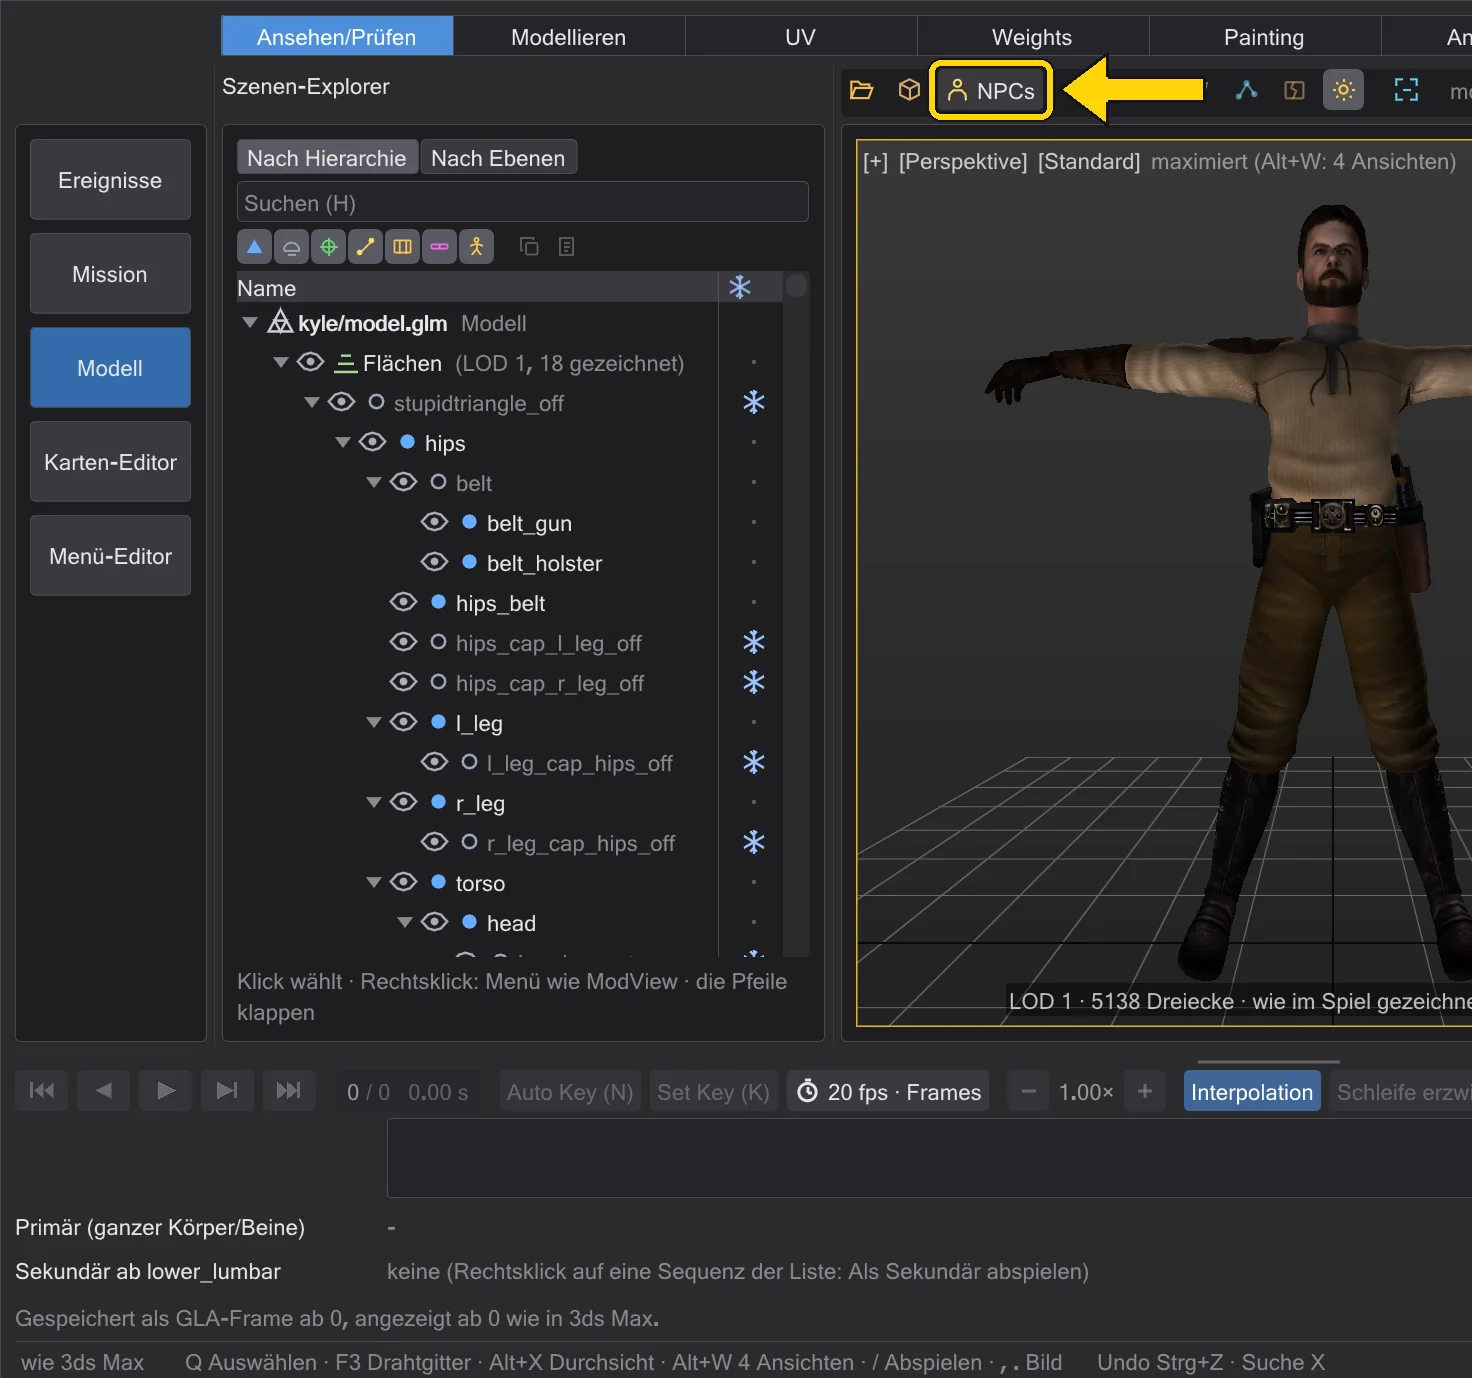 Ansehen/Prüfen
Modellieren
UV
Weights
Painting
Szenen-Explorer
NPCs
Ereignisse
Mission
Modell
Karten-Editor
Menü-Editor
Nach Hierarchie
Nach Ebenen
Suchen (H)
Name
kyle/model.glm Modell
Flächen (LOD 1, 18 gezeichnet)
stupidtriangle_off
hips
belt
belt_gun
belt_holster
hips_belt
hips_cap_l_leg_off
hips_cap_r_leg_off
l_leg
l_leg_cap_hips_off
r_leg
r_leg_cap_hips_off
torso
head
Klick wählt · Rechtsklick: Menü wie ModView · die Pfeile
klappen
[+] [Perspektive] [Standard] maximiert (Alt+W: 4 Ansichten)
LOD 1 · 5138 Dreiecke · wie im Spiel gezeichne
0 / 0 0.00 s
Auto Key (N)
Set Key (K)
20 fps · Frames
− 1.00× +
Interpolation
Schleife erzwi
Primär (ganzer Körper/Beine) -
Sekundär ab lower_lumbar keine (Rechtsklick auf eine Sequenz der Liste: Als Sekundär abspielen)
Gespeichert als GLA-Frame ab 0, angezeigt ab 0 wie in 3ds Max.
wie 3ds Max Q Auswählen · F3 Drahtgitter · Alt+X Durchsicht · Alt+W 4 Ansichten · / Abspielen · , . Bild Undo Strg+Z · Suche X